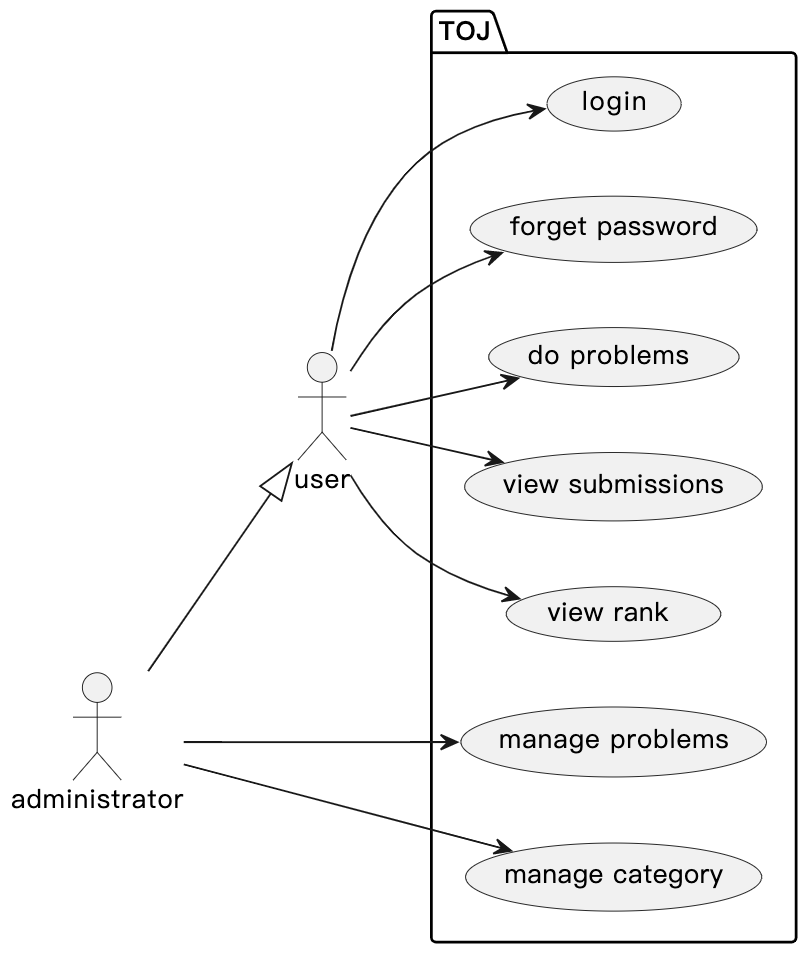 TOJ
login
forget password
do problems
view submissions
user
view rank
manage problems
administrator
manage category